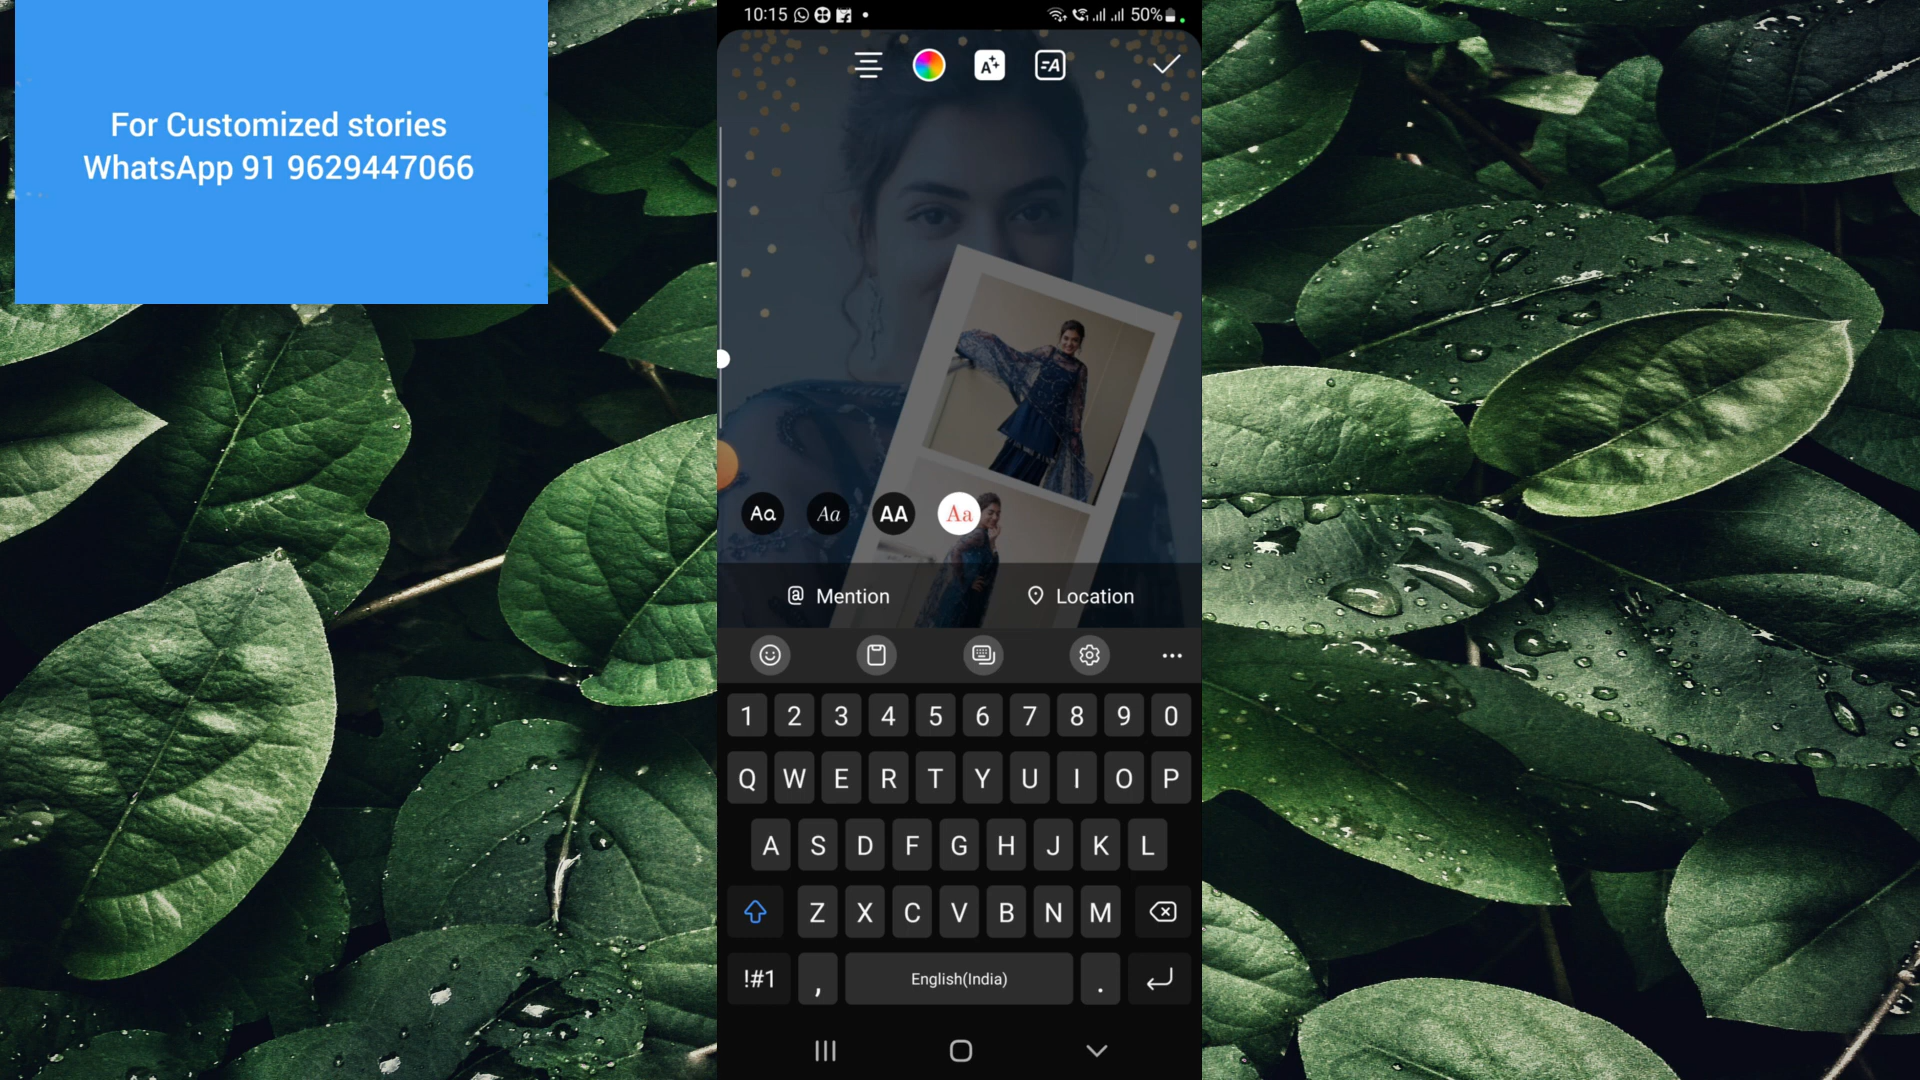 For Customized stories
WhatsApp 91 9629447066
10:15
50%
A
=A
Aa
Aa
AA
Aa
@ Mention
Location
1 2 3 4 5 6 7 8 9 0
Q W E R T Y U I O P
A S D F G H J K L
Z X C V B N M
!#1 , English(India) .